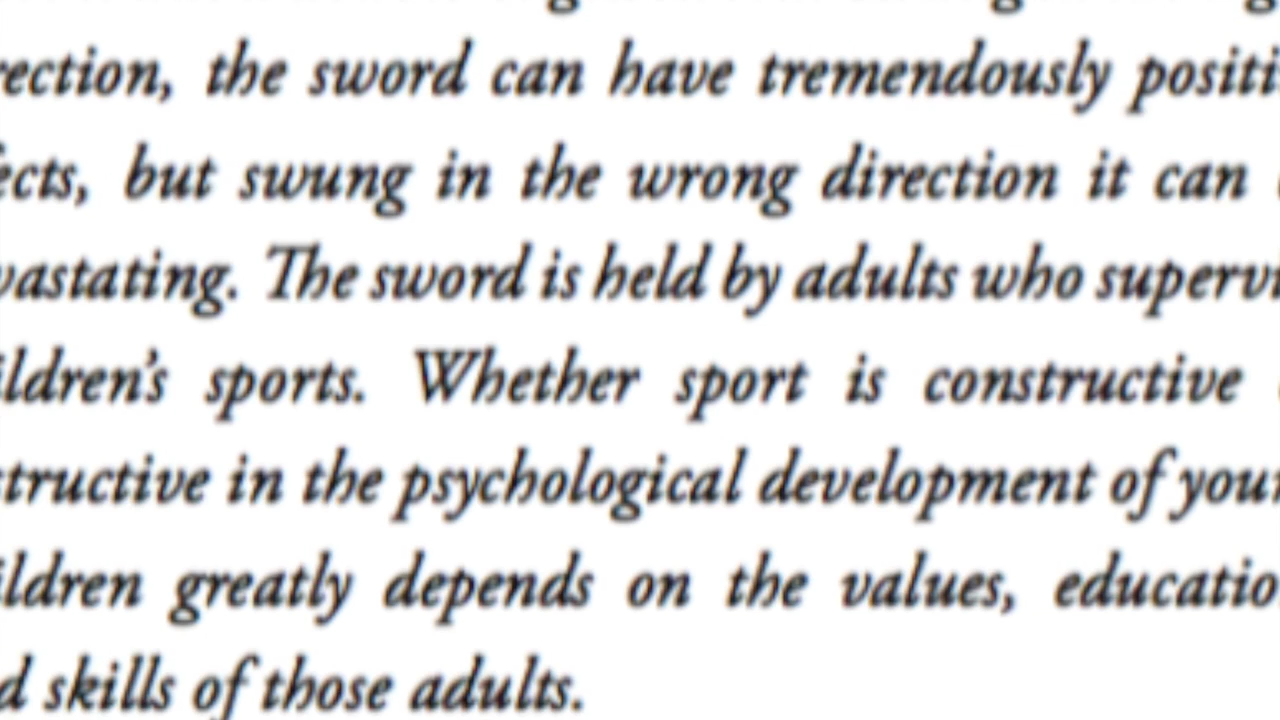 rection, the sword can have tremendously positi
ects, but swung in the wrong direction it can
vastating. The sword is held by adults who supervi
ildren's sports. Whether sport is constructive
structive in the psychological development of your
ildren greatly depends on the values, educatio
d skills of those adults.